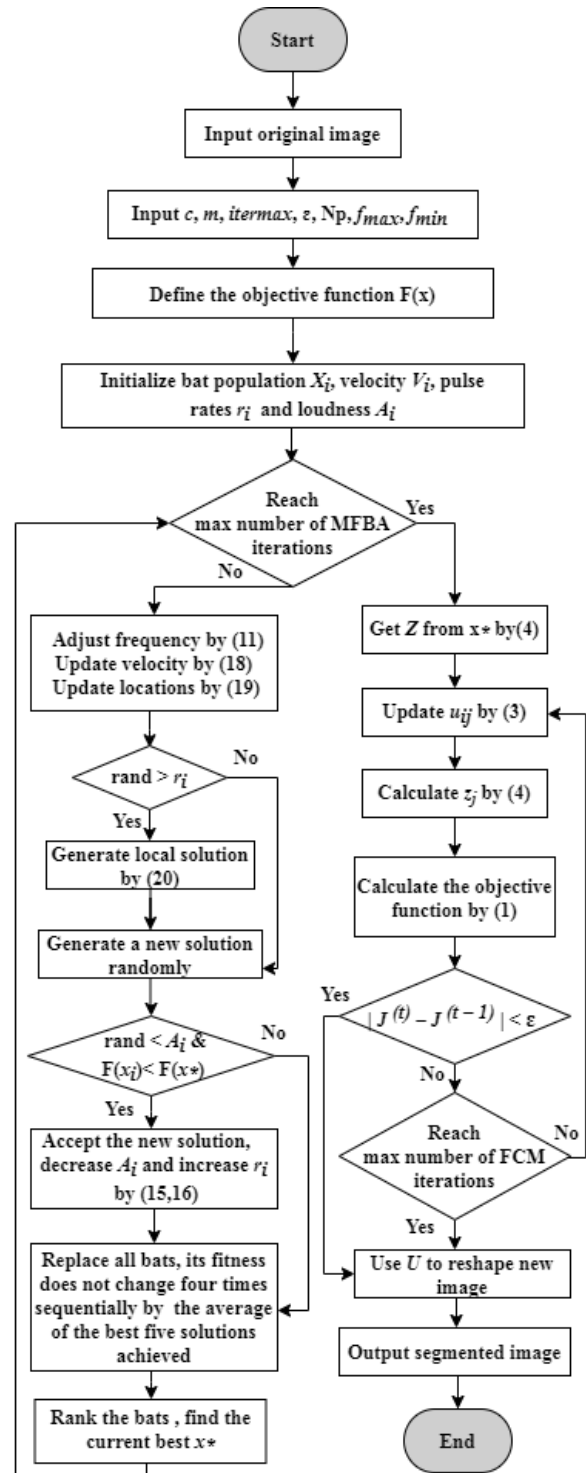 Start
Input original image
Input c, m, itermax, ε, Np, fmax, fmin
Define the objective function F(x)
Initialize bat population Xi, velocity Vi, pulse
rates ri and loudness Ai
Reach
max number of MFBA
iterations
Yes
No
Adjust frequency by (11)
Update velocity by (18)
Update locations by (19)
rand > ri
No
Yes
Generate local solution
by (20)
Generate a new solution
randomly
rand < Ai &
F(xi)< F(x*)
No
Yes
Accept the new solution,
decrease Ai and increase ri
by (15,16)
Replace all bats, its fitness
does not change four times
sequentially by the average
of the best five solutions
achieved
Rank the bats , find the
current best x*
Get Z from x* by(4)
Update uij by (3)
Calculate zj by (4)
Calculate the objective
function by (1)
Yes
| J(t) – J(t – 1) | < ε
No
Reach
max number of FCM
iterations
No
Yes
Use U to reshape new
image
Output segmented image
End